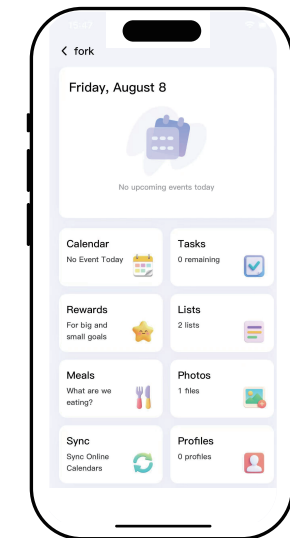 fork
Friday, August 8
No upcoming events today
Calendar
No Event Today
Tasks
0 remaining
Rewards
For big and
small goals
Lists
2 lists
Meals
What are we
eating?
Photos
1 files
Sync
Sync Online
Calendars
Profiles
0 profiles